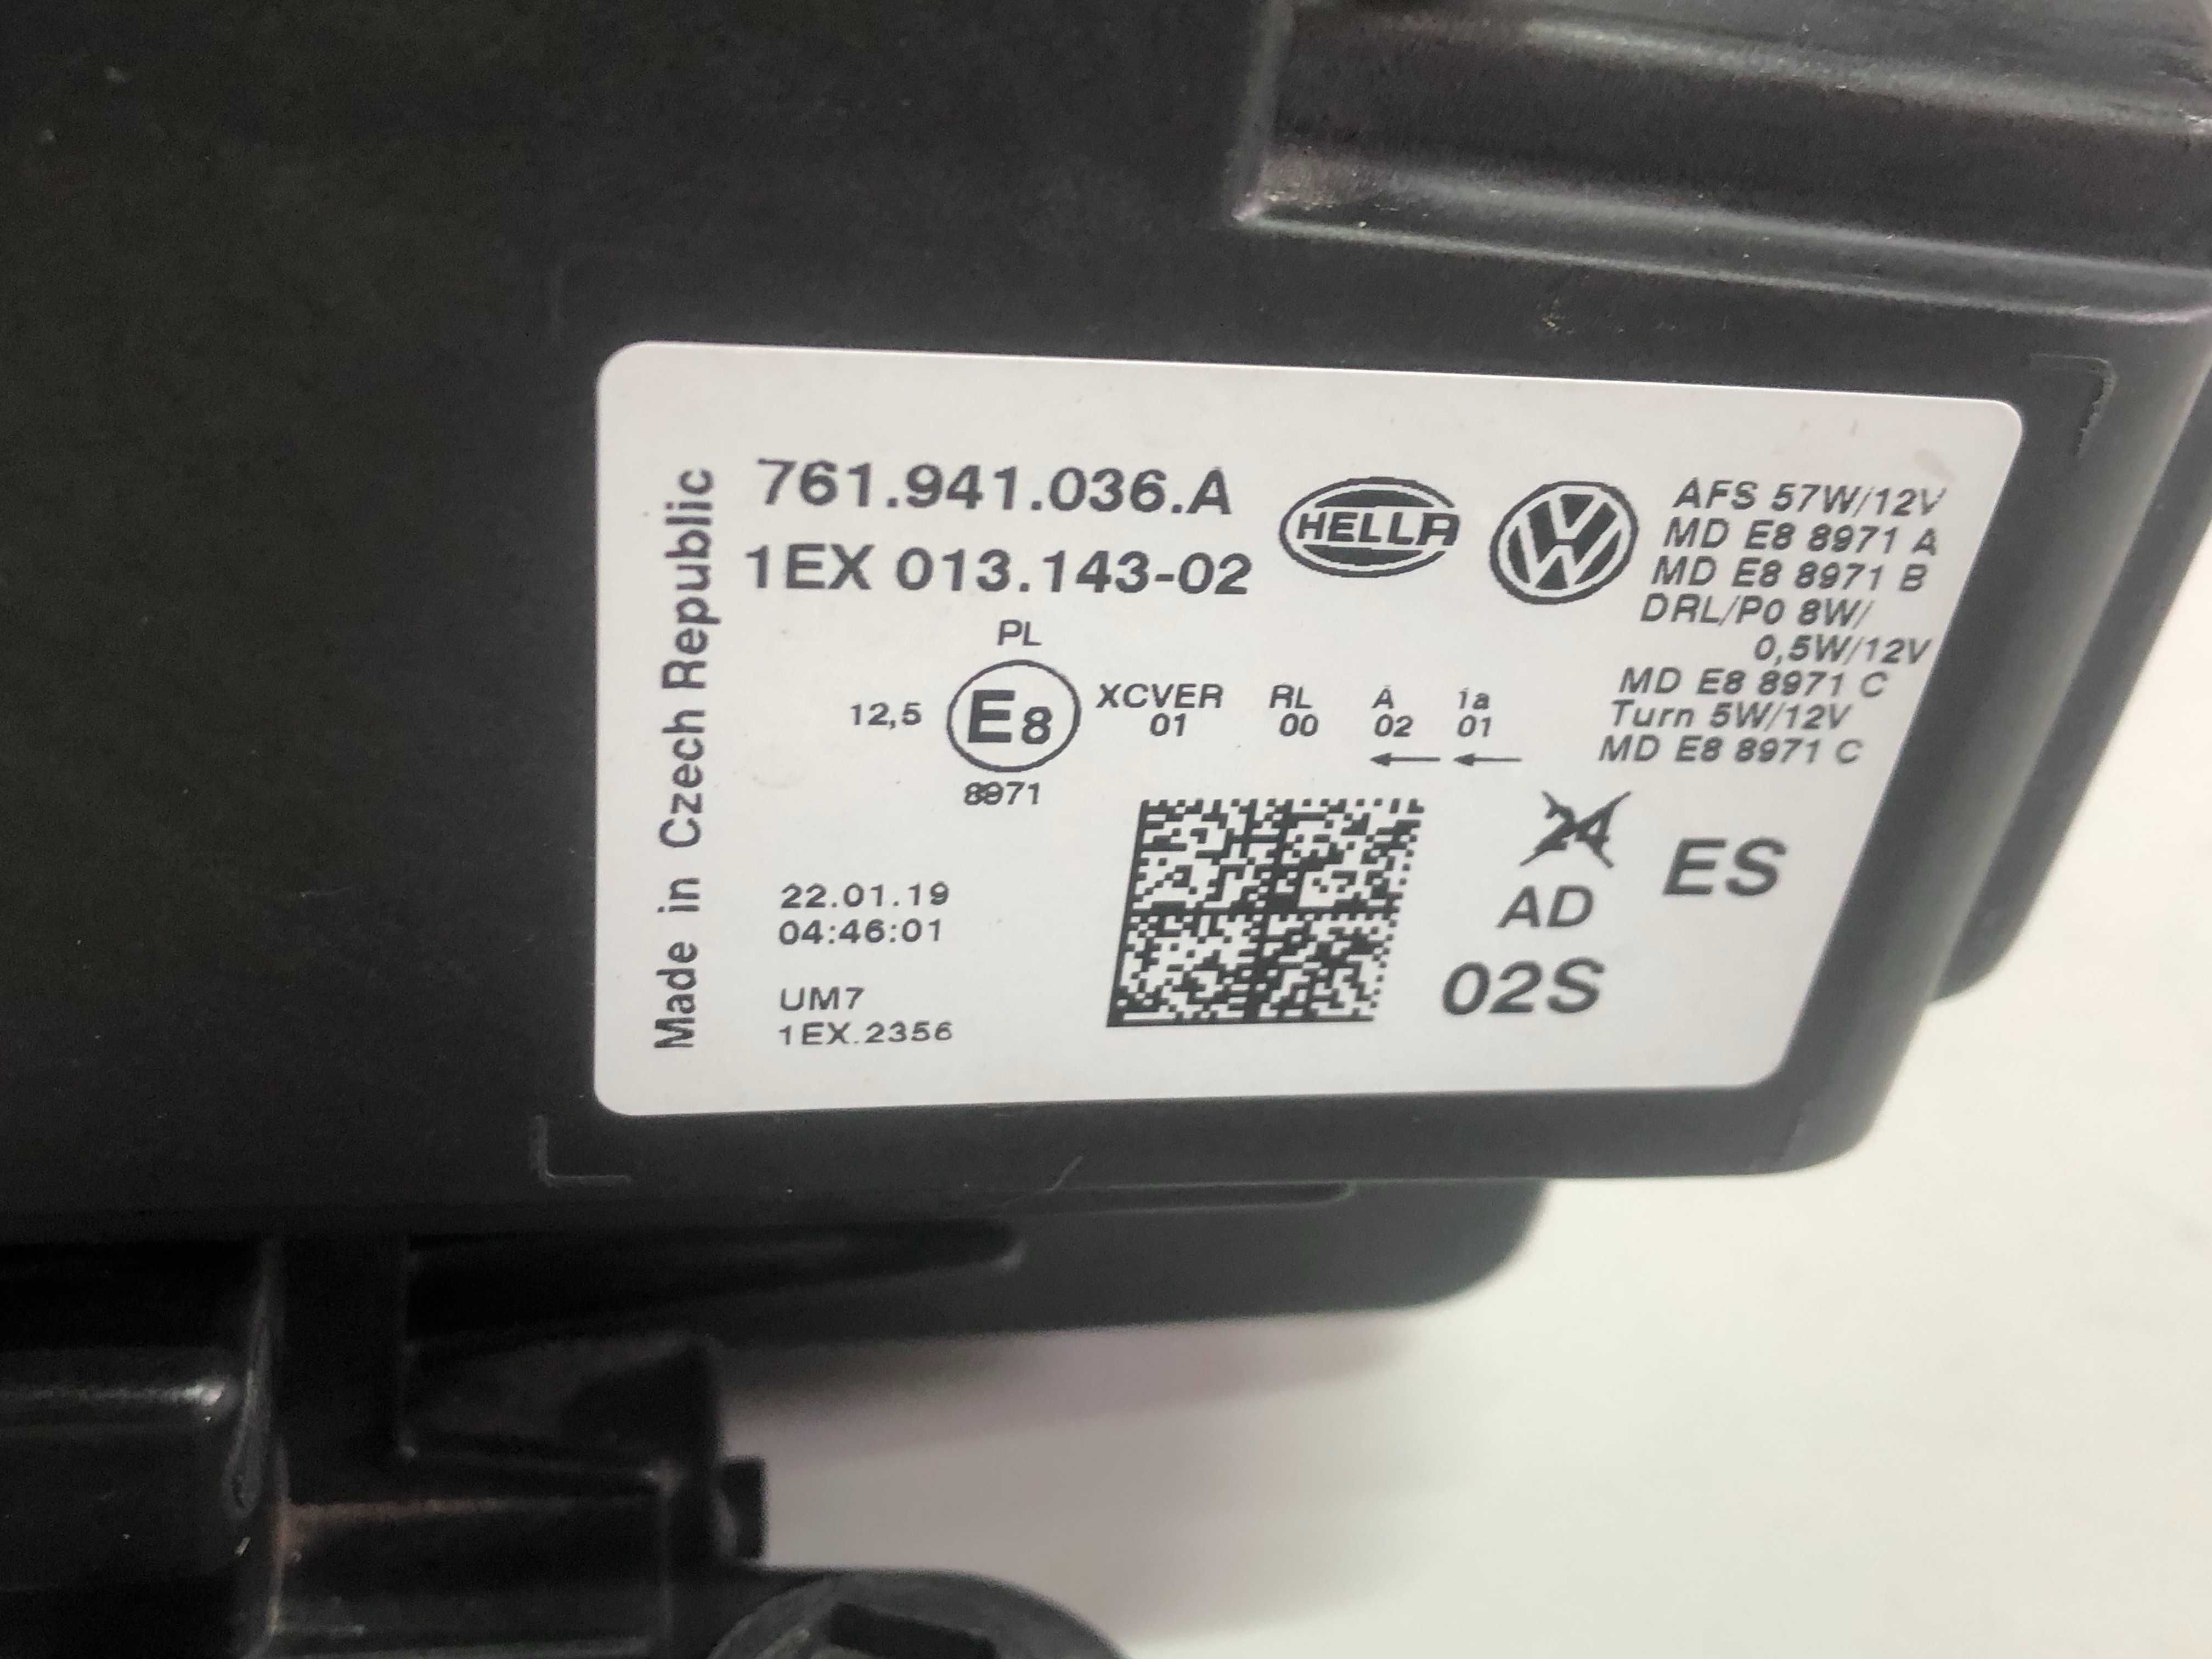 Made in Czech Republic
761.941.036.A
1EX 013.143-02
HELLA
VW
AFS 57W/12V
MD E8 8971 A
MD E8 8971 B
DRL/PO 8W/
0,5W/12V
MD E8 8971 C
Turn 5W/12V
MD E8 8971 C
PL
12,5 E8 XCVER RL A 1a
01 00 02 01
8971
24
ES
AD
02S
22.01.19
04:46:01
UM7
1EX.2356